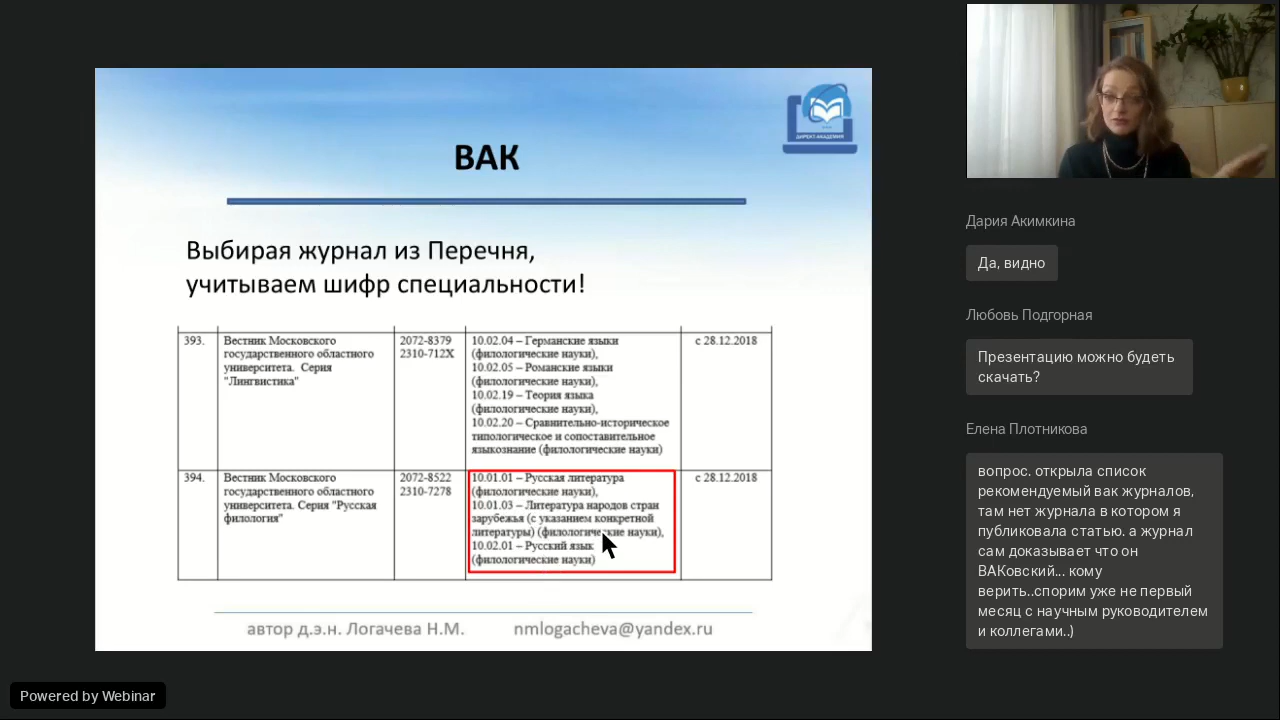 ВАК
ДИРЕКТ-АКАДЕМИЯ
Выбирая журнал из Перечня,
учитываем шифр специальности!
393.
Вестник Московского
государственного областного
университета. Серия
"Лингвистика"
2072-8379
2310-712X
10.02.04 – Германские языки
(филологические науки),
10.02.05 – Романские языки
(филологические науки),
10.02.19 – Теория языка
(филологические науки),
10.02.20 – Сравнительно-историческое
типологическое и сопоставительное
языкознание (филологические науки)
с 28.12.2018
394.
Вестник Московского
государственного областного
университета. Серия "Русская
филология"
2072-8522
2310-7278
10.01.01 – Русская литература
(филологические науки),
10.01.03 – Литература народов стран
зарубежья (с указанием конкретной
литературы) (филологические науки),
10.02.01 – Русский язык
(филологические науки)
с 28.12.2018
автор д.э.н. Логачева Н.М. nmlogacheva@yandex.ru
Дария Акимкина
Да, видно
Любовь Подгорная
Презентацию можно будеть
скачать?
Елена Плотникова
вопрос. открыла список
рекомендуемый вак журналов,
там нет журнала в котором я
публиковала статью. а журнал
сам доказывает что он
ВАКовский... кому
верить..спорим уже не первый
месяц с научным руководителем
и коллегами..)
Powered by Webinar